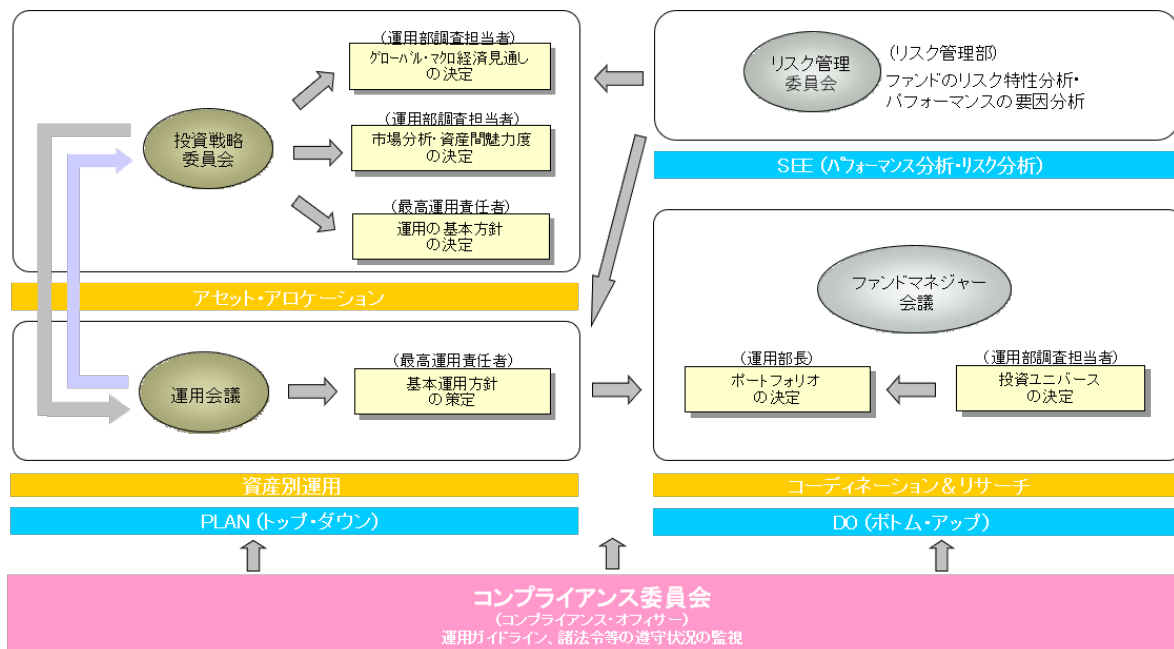 (運用部調査担当者)
グローバル・マクロ経済見通し
の決定
投資戦略
委員会
(運用部調査担当者)
市場分析・資産間魅力度
の決定
(最高運用責任者)
運用の基本方針
の決定
アセット・アロケーション
運用会議
(最高運用責任者)
基本運用方針
の策定
資産別運用
PLAN (トップ・ダウン)
リスク管理
委員会
(リスク管理部)
ファンドのリスク特性分析・
パフォーマンスの要因分析
SEE (パフォーマンス分析・リスク分析)
ファンドマネジャー
会議
(運用部長)
ポートフォリオ
の決定
(運用部調査担当者)
投資ユニバース
の決定
コーディネーション&リサーチ
DO (ボトム・アップ)
コンプライアンス委員会
(コンプライアンス・オフィサー)
運用ガイドライン、諸法令等の遵守状況の監視